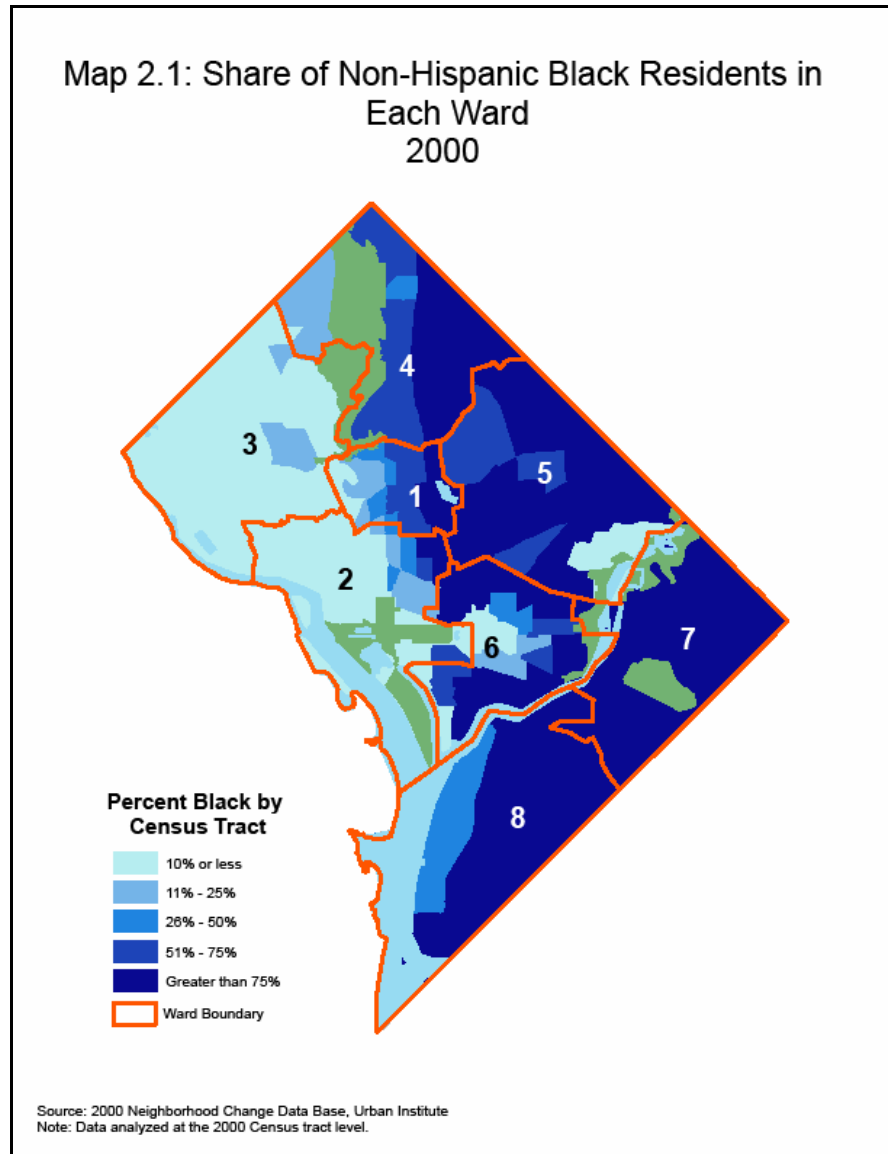 Map 2.1: Share of Non-Hispanic Black Residents in
Each Ward
2000
4
3
5
1
2
6
7
8
Percent Black by
Census Tract
10% or less
11% - 25%
26% - 50%
51% - 75%
Greater than 75%
Ward Boundary
Source: 2000 Neighborhood Change Data Base, Urban Institute
Note: Data analyzed at the 2000 Census tract level.